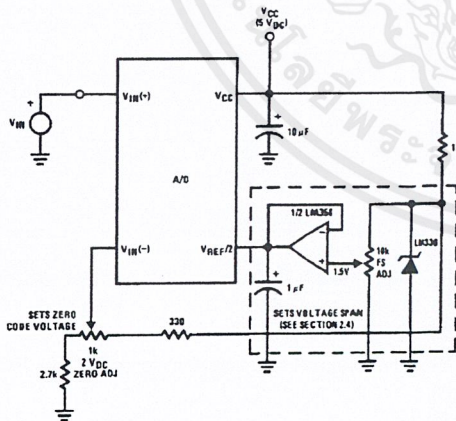 VCC
(5 VDC)
VIN(+)
VCC
VIN
10 µF
A/D
1/2 LM358
VIN(−)
VREF/2
1.5V
10k
FS
ADJ
LM336
SETS ZERO
CODE VOLTAGE
1 µF
SETS VOLTAGE SPAN
(SEE SECTION 2.4)
330
1k
2 VDC
ZERO ADJ
2.7k